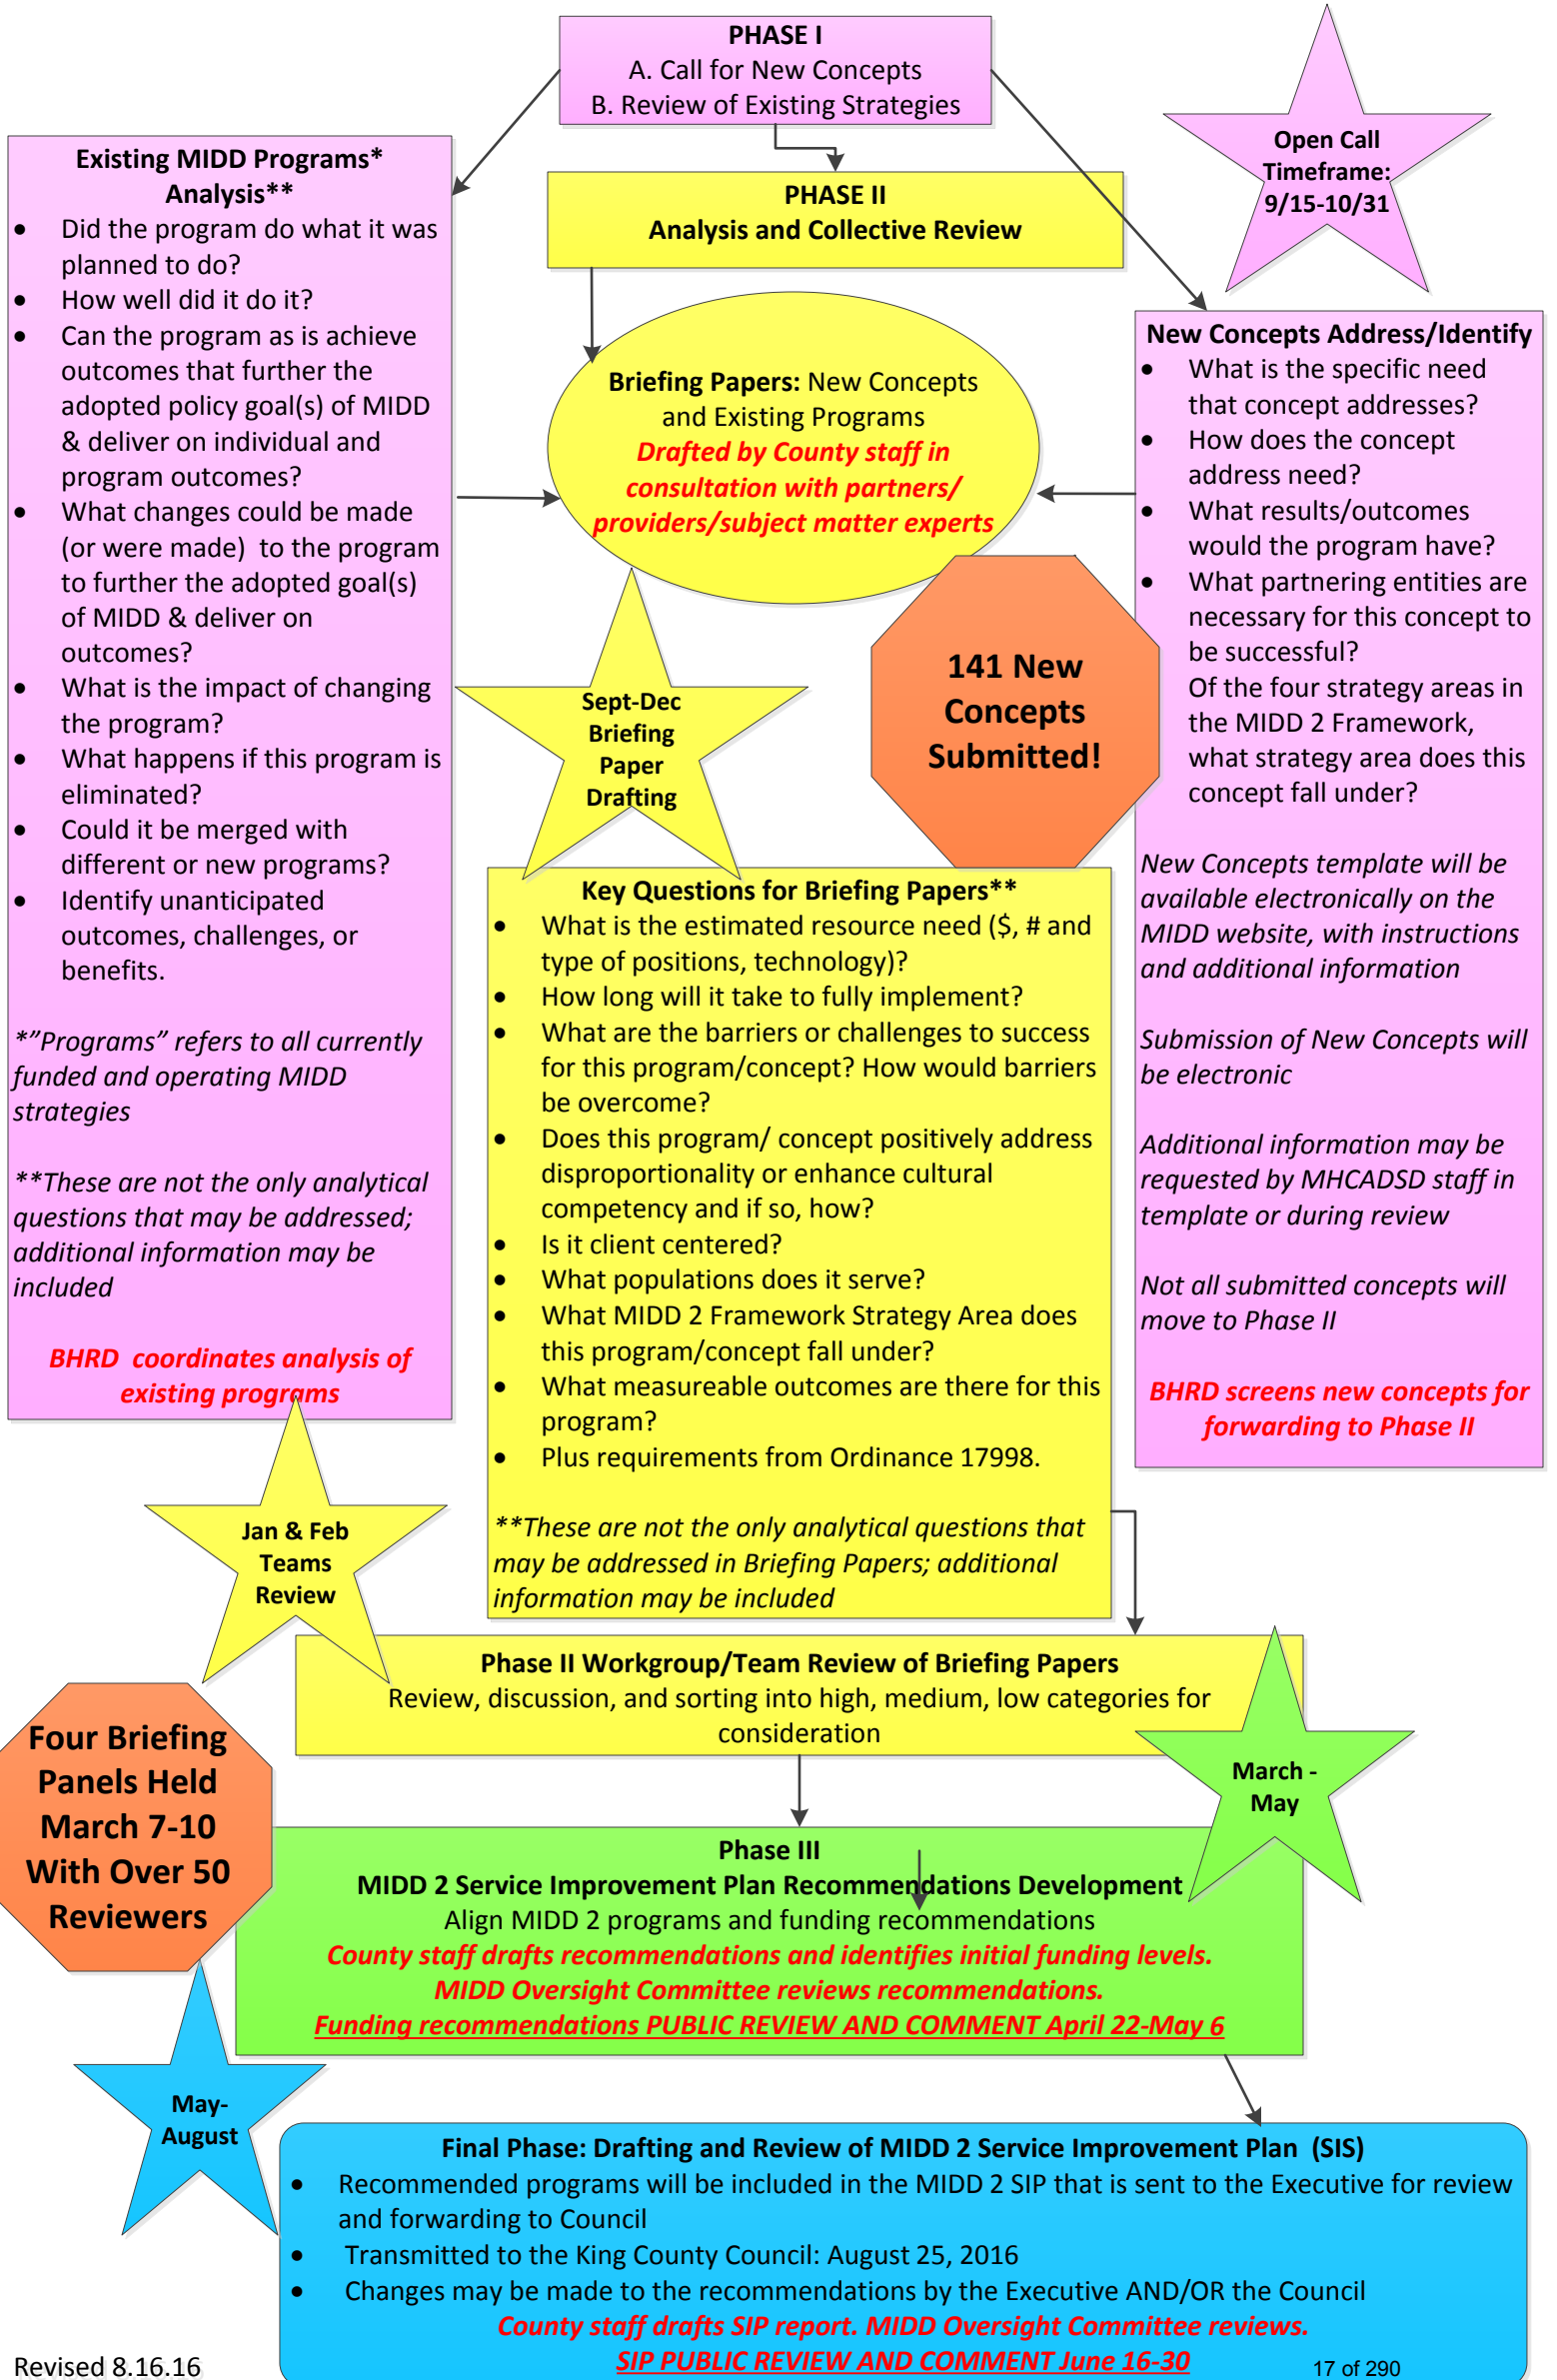 PHASE I
A. Call for New Concepts
B. Review of Existing Strategies
Open Call
Timeframe:
9/15-10/31
Existing MIDD Programs*
Analysis**
• Did the program do what it was
planned to do?
• How well did it do it?
• Can the program as is achieve
outcomes that further the
adopted policy goal(s) of MIDD
& deliver on individual and
program outcomes?
• What changes could be made
(or were made) to the program
to further the adopted goal(s)
of MIDD & deliver on
outcomes?
• What is the impact of changing
the program?
• What happens if this program is
eliminated?
• Could it be merged with
different or new programs?
• Identify unanticipated
outcomes, challenges, or
benefits.
*”Programs” refers to all currently
funded and operating MIDD
strategies
**These are not the only analytical
questions that may be addressed;
additional information may be
included
BHRD coordinates analysis of
existing programs
PHASE II
Analysis and Collective Review
Briefing Papers: New Concepts
and Existing Programs
Drafted by County staff in
consultation with partners/
providers/subject matter experts
New Concepts Address/Identify
• What is the specific need
that concept addresses?
• How does the concept
address need?
• What results/outcomes
would the program have?
• What partnering entities are
necessary for this concept to
be successful?
Of the four strategy areas in
the MIDD 2 Framework,
what strategy area does this
concept fall under?
New Concepts template will be
available electronically on the
MIDD website, with instructions
and additional information
Submission of New Concepts will
be electronic
Additional information may be
requested by MHCADSD staff in
template or during review
Not all submitted concepts will
move to Phase II
BHRD screens new concepts for
forwarding to Phase II
141 New
Concepts
Submitted!
Sept-Dec
Briefing
Paper
Drafting
Key Questions for Briefing Papers**
• What is the estimated resource need ($, # and
type of positions, technology)?
• How long will it take to fully implement?
• What are the barriers or challenges to success
for this program/concept? How would barriers
be overcome?
• Does this program/ concept positively address
disproportionality or enhance cultural
competency and if so, how?
• Is it client centered?
• What populations does it serve?
• What MIDD 2 Framework Strategy Area does
this program/concept fall under?
• What measureable outcomes are there for this
program?
• Plus requirements from Ordinance 17998.
**These are not the only analytical questions that
may be addressed in Briefing Papers; additional
information may be included
Jan & Feb
Teams
Review
Phase II Workgroup/Team Review of Briefing Papers
Review, discussion, and sorting into high, medium, low categories for
consideration
Four Briefing
Panels Held
March 7-10
With Over 50
Reviewers
March -
May
Phase III
MIDD 2 Service Improvement Plan Recommendations Development
Align MIDD 2 programs and funding recommendations
County staff drafts recommendations and identifies initial funding levels.
MIDD Oversight Committee reviews recommendations.
Funding recommendations PUBLIC REVIEW AND COMMENT April 22-May 6
May-
August
Final Phase: Drafting and Review of MIDD 2 Service Improvement Plan (SIS)
• Recommended programs will be included in the MIDD 2 SIP that is sent to the Executive for review
and forwarding to Council
• Transmitted to the King County Council: August 25, 2016
• Changes may be made to the recommendations by the Executive AND/OR the Council
County staff drafts SIP report. MIDD Oversight Committee reviews.
SIP PUBLIC REVIEW AND COMMENT June 16-30
Revised 8.16.16
17 of 290